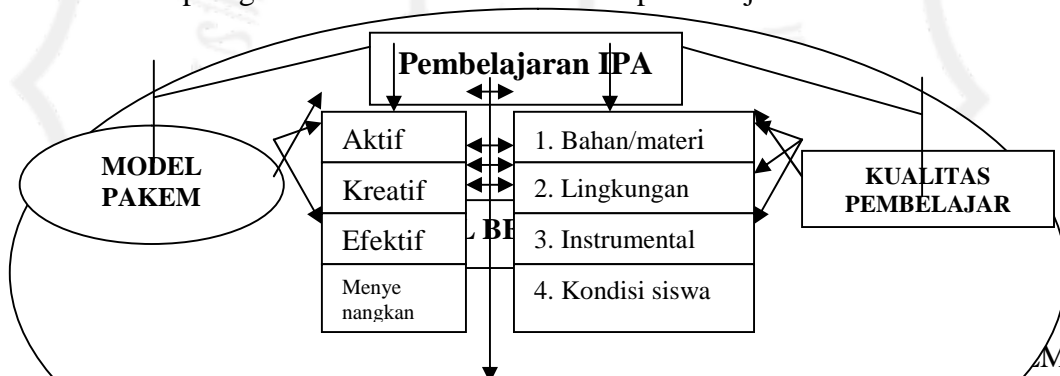 Pembelajaran IPA
MODEL
PAKEM
Aktif
Kreatif
Efektif
Menye
nangkan
1. Bahan/materi
2. Lingkungan
3. Instrumental
4. Kondisi siswa
KUALITAS
PEMBELAJAR